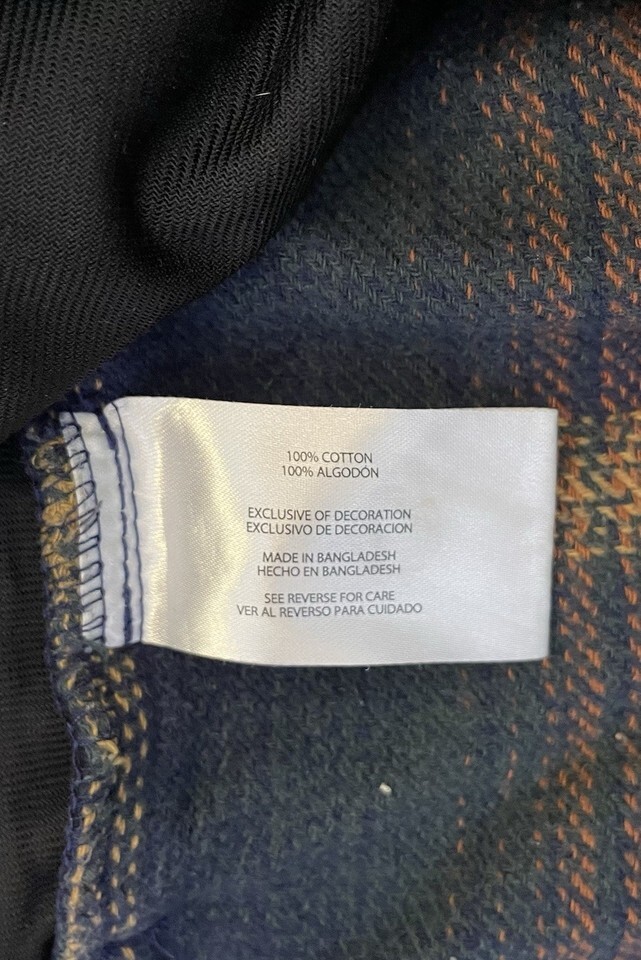 100% COTTON
100% ALGODÓN
EXCLUSIVE OF DECORATION
EXCLUSIVO DE DECORACION
MADE IN BANGLADESH
HECHO EN BANGLADESH
SEE REVERSE FOR CARE
VER AL REVERSO PARA CUIDADO